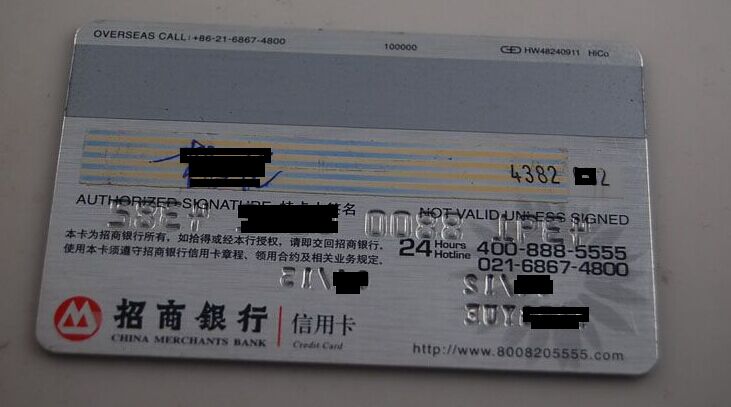 OVERSEAS CALL:+86-21-6867-4800 100000 HW48240911 HiCo
4382 2
AUTHORIZED SIGNATURE 签名 NOT VALID UNLESS SIGNED
本卡为招商银行所有，如拾得或经本行授权，请即交回招商银行。
使用本卡须遵守招商银行信用卡章程、领用合约及相关业务规定。
24 Hours Hotline 400-888-5555
021-6867-4800
招商银行 信用卡
CHINA MERCHANTS BANK Credit Card
http://www.8008205555.com